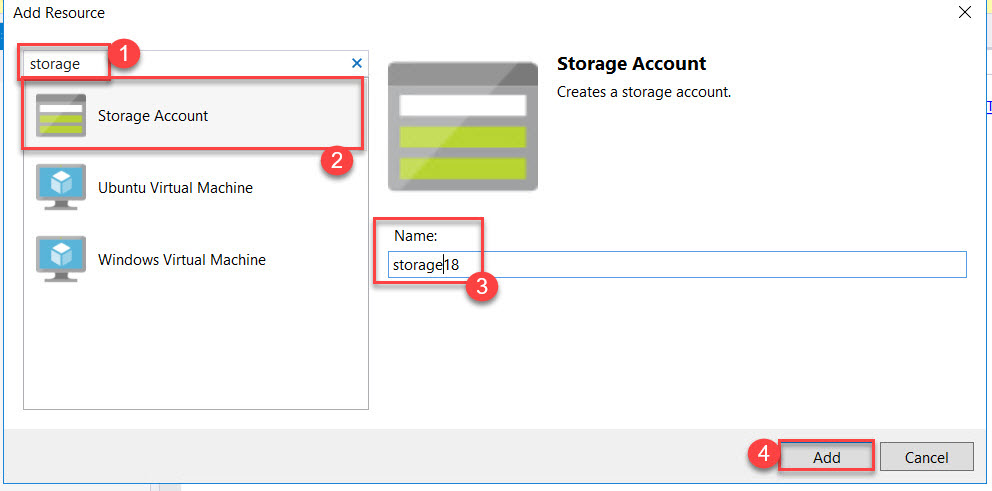 Add Resource
storage
1
Storage Account
2
Ubuntu Virtual Machine
Windows Virtual Machine
Storage Account
Creates a storage account.
Name:
storage18
3
4
Add
Cancel
T